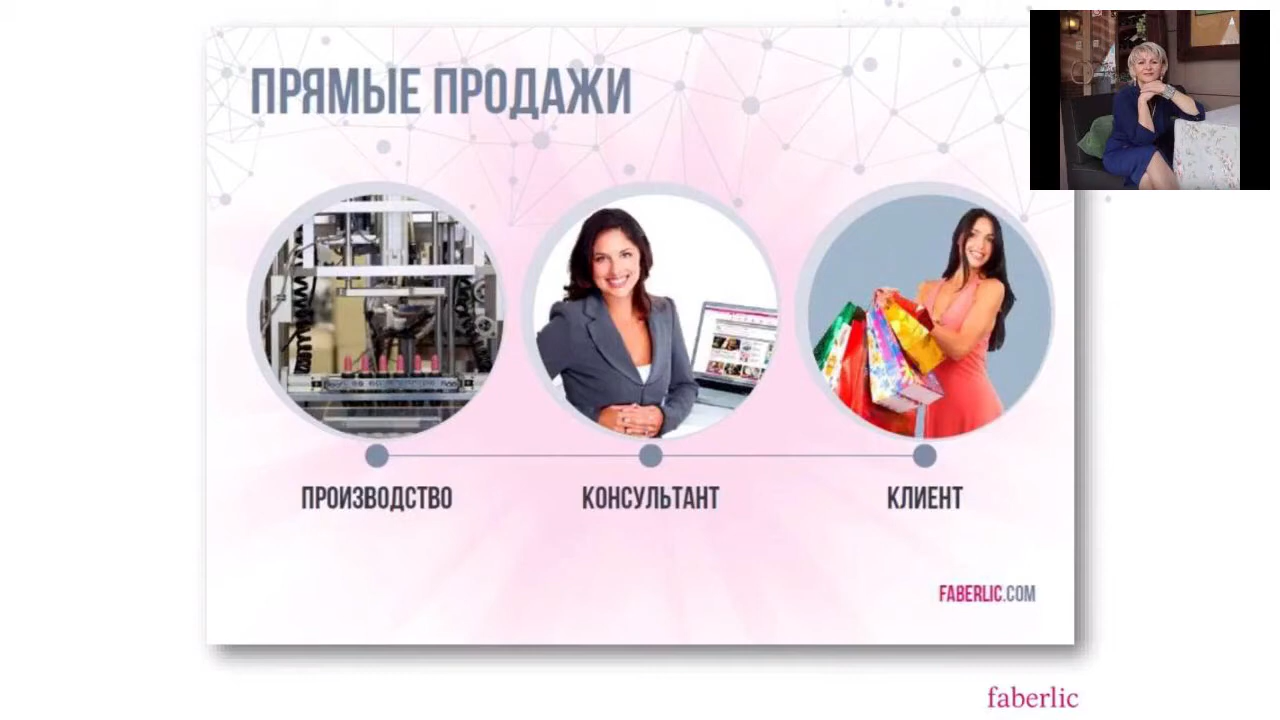 ПРЯМЫЕ ПРОДАЖИ
ПРОИЗВОДСТВО
КОНСУЛЬТАНТ
КЛИЕНТ
FABERLIC.COM
faberlic